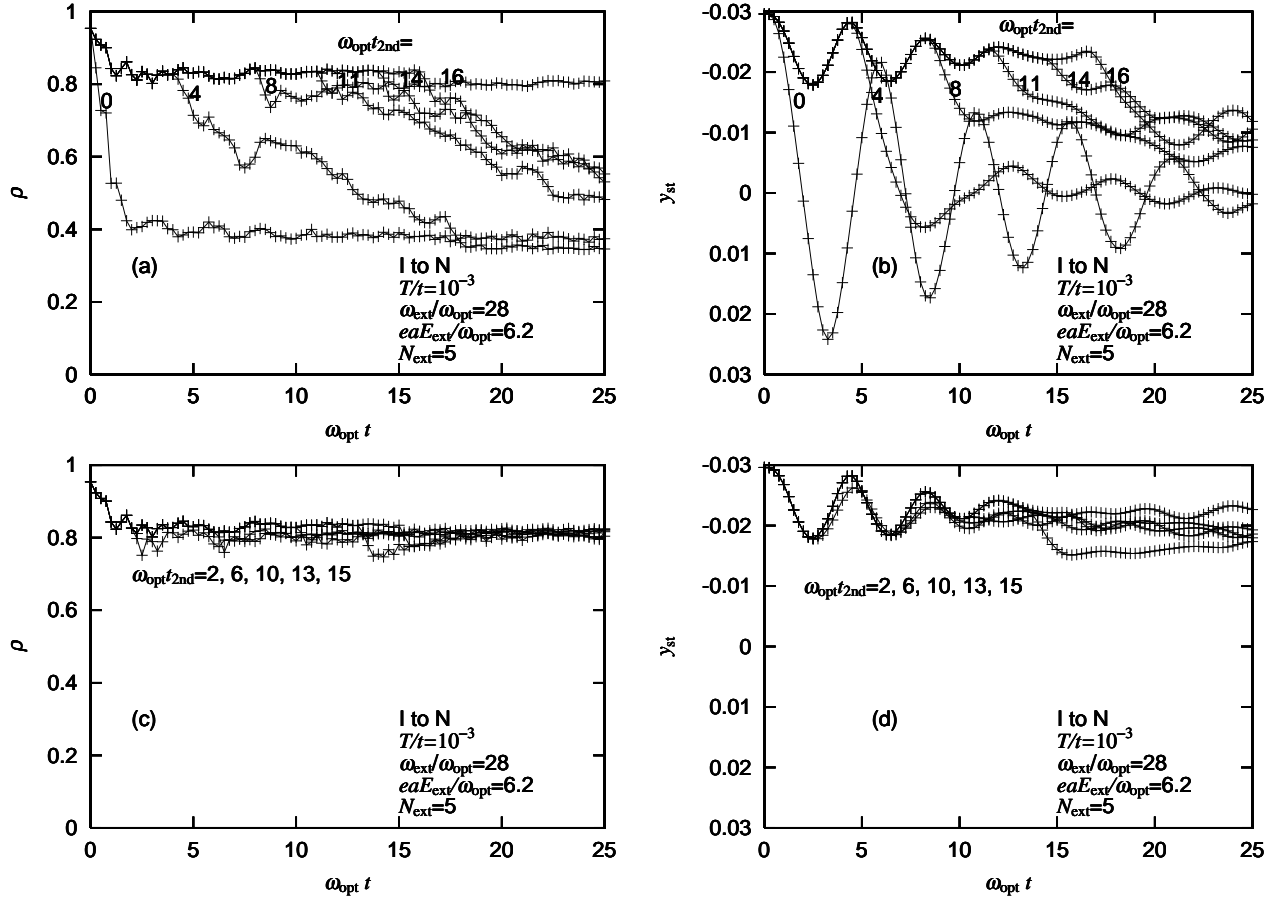 1
0.8
0.6
0.4
0.2
0
ρ
ω_opt t_2nd=
0
4
8
11
14
16
(a)
I to N
T/t=10⁻³
ω_ext/ω_opt=28
eaE_ext/ω_opt=6.2
N_ext=5
0 5 10 15 20 25
ω_opt t
-0.03
-0.02
-0.01
0
0.01
0.02
0.03
y_st
ω_opt t_2nd=
0
4
8
11
14
16
(b)
I to N
T/t=10⁻³
ω_ext/ω_opt=28
eaE_ext/ω_opt=6.2
N_ext=5
0 5 10 15 20 25
ω_opt t
1
0.8
0.6
0.4
0.2
0
ρ
ω_opt t_2nd=2, 6, 10, 13, 15
(c)
I to N
T/t=10⁻³
ω_ext/ω_opt=28
eaE_ext/ω_opt=6.2
N_ext=5
0 5 10 15 20 25
ω_opt t
-0.03
-0.02
-0.01
0
0.01
0.02
0.03
y_st
ω_opt t_2nd=2, 6, 10, 13, 15
(d)
I to N
T/t=10⁻³
ω_ext/ω_opt=28
eaE_ext/ω_opt=6.2
N_ext=5
0 5 10 15 20 25
ω_opt t